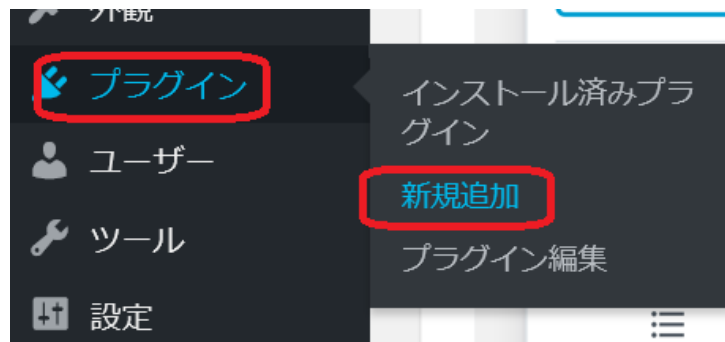 外観
プラグイン
ユーザー
ツール
設定
インストール済みプラ
グイン
新規追加
プラグイン編集